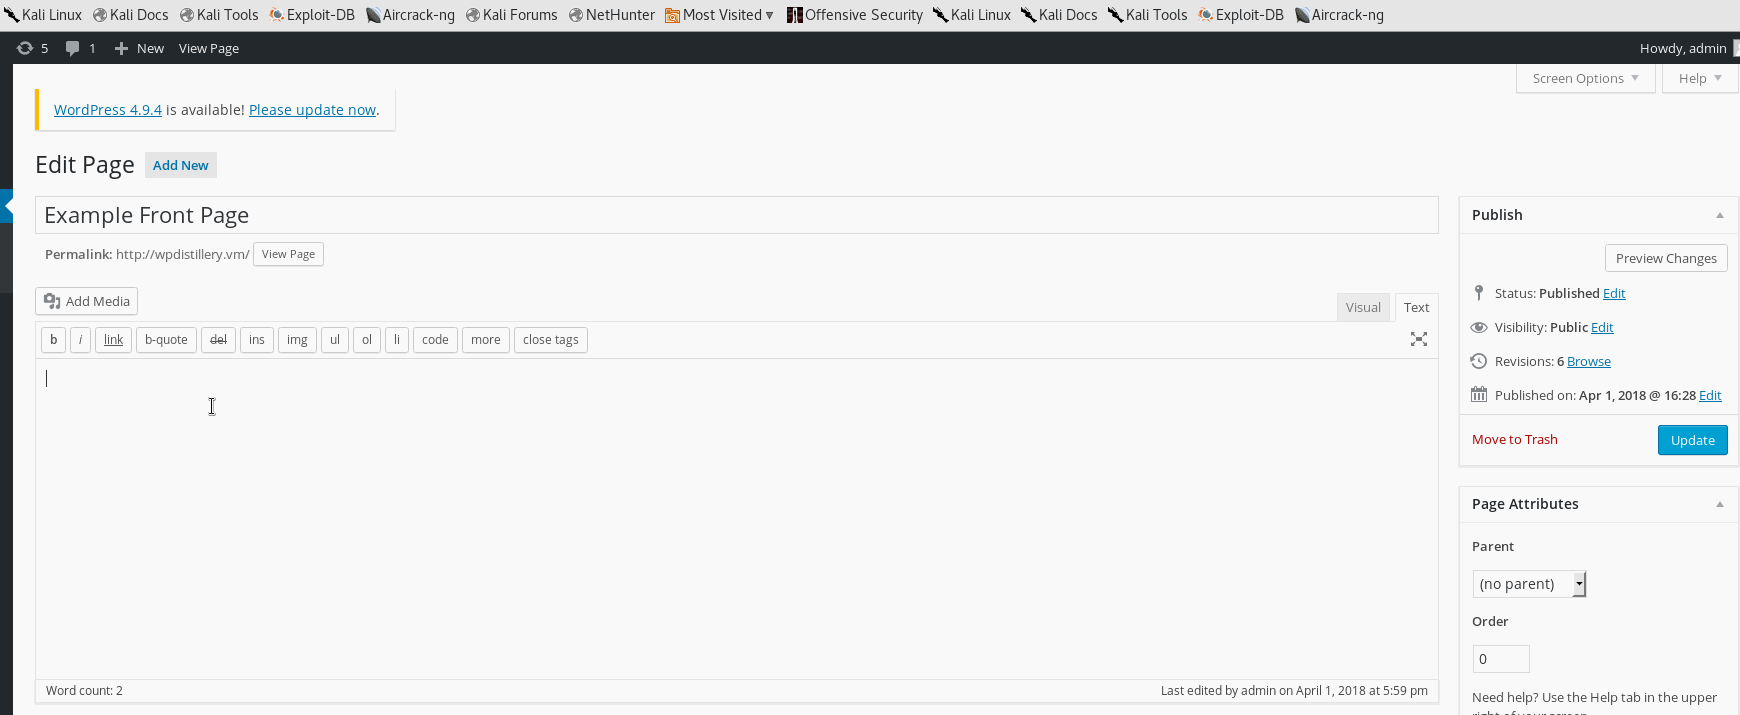 Kali Linux Kali Docs Kali Tools Exploit-DB Aircrack-ng Kali Forums NetHunter Most Visited Offensive Security Kali Linux Kali Docs Kali Tools Exploit-DB Aircrack-ng
5 1 New View Page Howdy, admin
Screen Options Help
WordPress 4.9.4 is available! Please update now.
Edit Page Add New
Example Front Page
Permalink: http://wpdistillery.vm/ View Page
Add Media
Visual Text
b i link b-quote del ins img ul ol li code more close tags
Word count: 2 Last edited by admin on April 1, 2018 at 5:59 pm
Publish
Preview Changes
Status: Published Edit
Visibility: Public Edit
Revisions: 6 Browse
Published on: Apr 1, 2018 @ 16:28 Edit
Move to Trash Update
Page Attributes
Parent
(no parent)
Order
0
Need help? Use the Help tab in the upper
right of your screen.